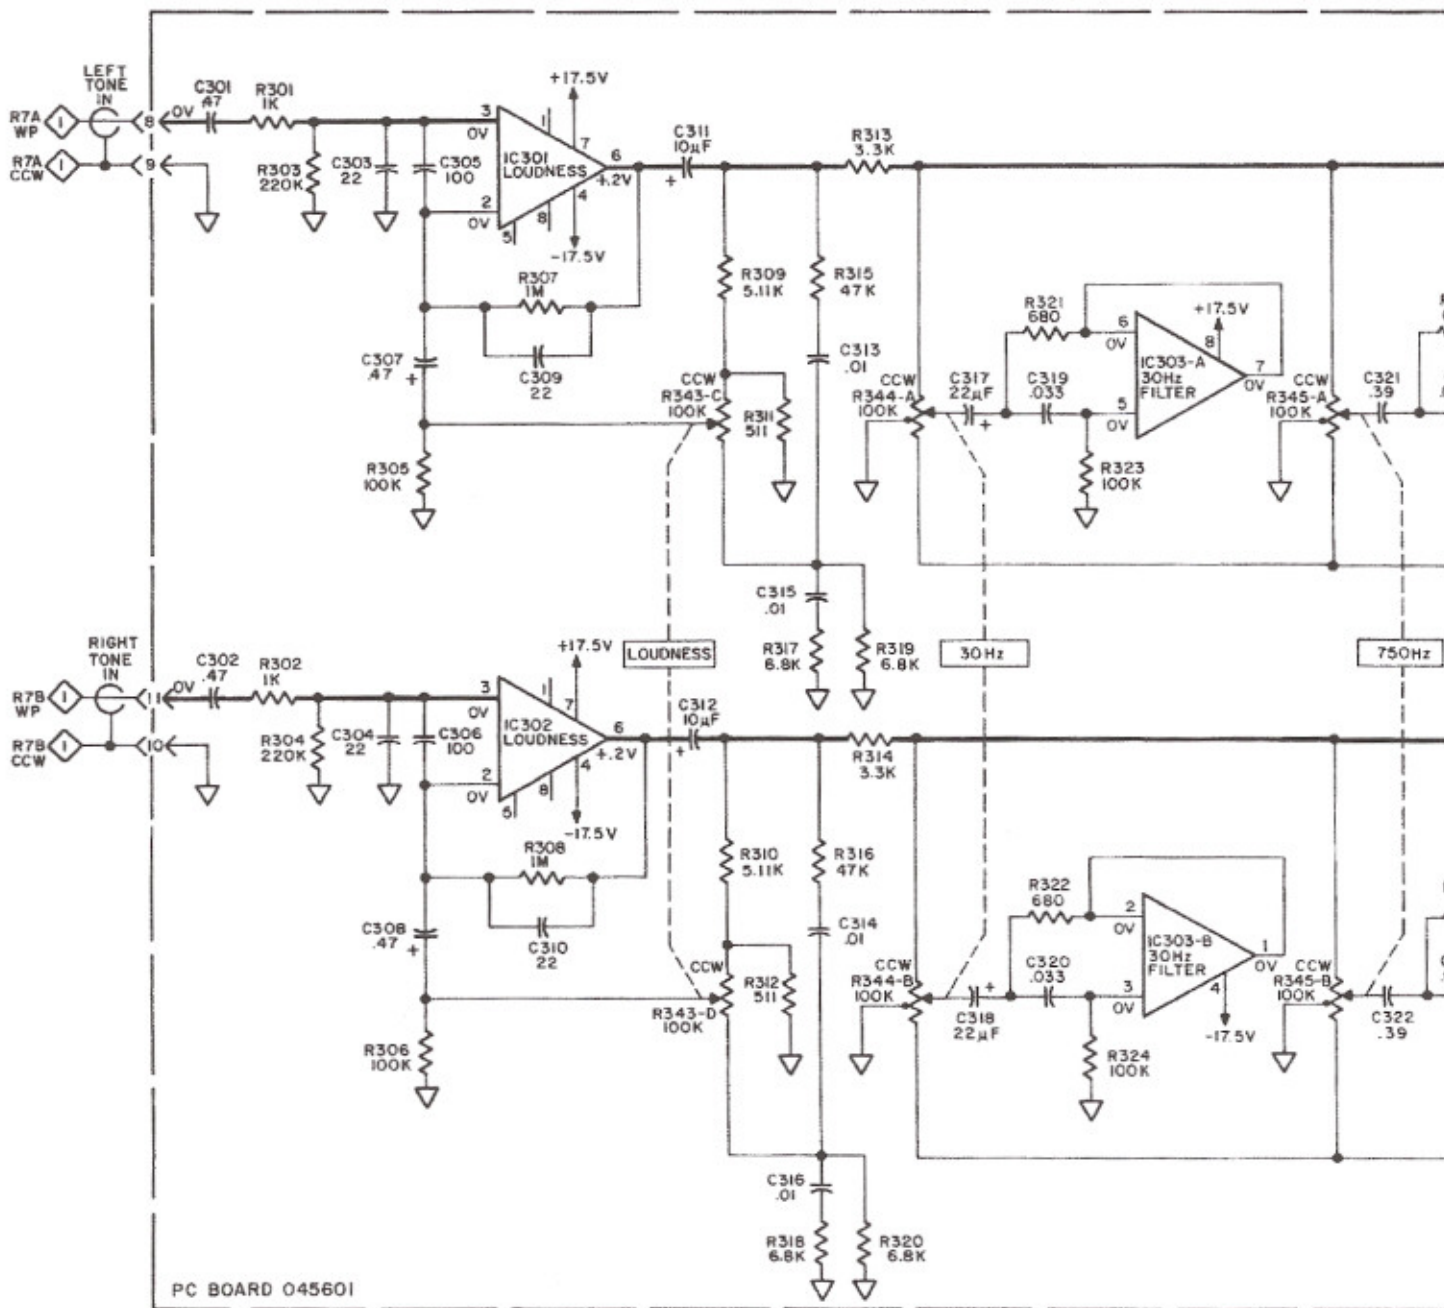 LEFT
TONE
IN
R7A
WP
1
8
0V
C301
.47
R301
1K
R7A
CCW
1
9
R303
220K
C303
22
C305
100
3
0V
2
0V
1
+17.5V
7
IC301
LOUDNESS
6
+.2V
4
8
5
-17.5V
R307
1M
C309
22
C307
.47
+
R305
100K
C311
10µF
+
R313
3.3K
R309
5.11K
R315
47K
C313
.01
CCW
R343-C
100K
R311
511
C315
.01
R317
6.8K
R319
6.8K
CCW
R344-A
100K
C317
22µF
+
R321
680
C319
.033
R323
100K
6
0V
5
0V
+17.5V
8
IC303-A
30Hz
FILTER
7
0V
CCW
R345-A
100K
C321
.39
LOUDNESS
30Hz
750Hz
RIGHT
TONE
IN
R7B
WP
1
11
0V
C302
.47
R302
1K
R7B
CCW
1
10
R304
220K
C304
22
C306
100
3
0V
2
0V
1
+17.5V
7
IC302
LOUDNESS
6
+.2V
4
8
5
-17.5V
R308
1M
C310
22
C308
.47
+
R306
100K
C312
10µF
+
R314
3.3K
R310
5.11K
R316
47K
C314
.01
CCW
R343-D
100K
R312
511
C316
.01
R318
6.8K
R320
6.8K
CCW
R344-B
100K
C318
22µF
+
R322
680
C320
.033
R324
100K
2
0V
3
0V
IC303-B
30Hz
FILTER
1
0V
4
-17.5V
CCW
R345-B
100K
C322
.39
PC BOARD 045601